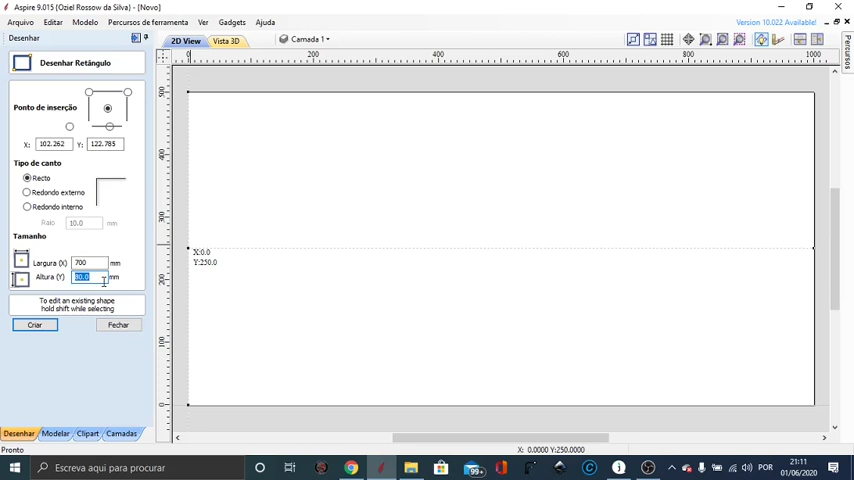 Aspire 9.015 (Oziel Rossow da Silva) - [Novo]
Arquivo Editar Modelo Percursos de ferramenta Ver Gadgets Ajuda
Version 10.022 Available!
Desenhar
2D View Vista 3D Camada 1
Percursos
Desenhar Retângulo
0 200 400 600 800 1000
Ponto de inserção
X: 102.262 Y: 122.785
Tipo de canto
Recto
Redondo externo
Redondo interno
Raio 10.0 mm
Tamanho
Largura (X) 700 mm
Altura (Y) 80.0 mm
To edit an existing shape
hold shift while selecting
Criar Fechar
500
400
300
200
100
0
X:0.0
Y:250.0
Desenhar Modelar Clipart Camadas
Pronto
X: 0.0000 Y:250.0000
Escreva aqui para procurar
99+
POR
21:11
01/06/2020